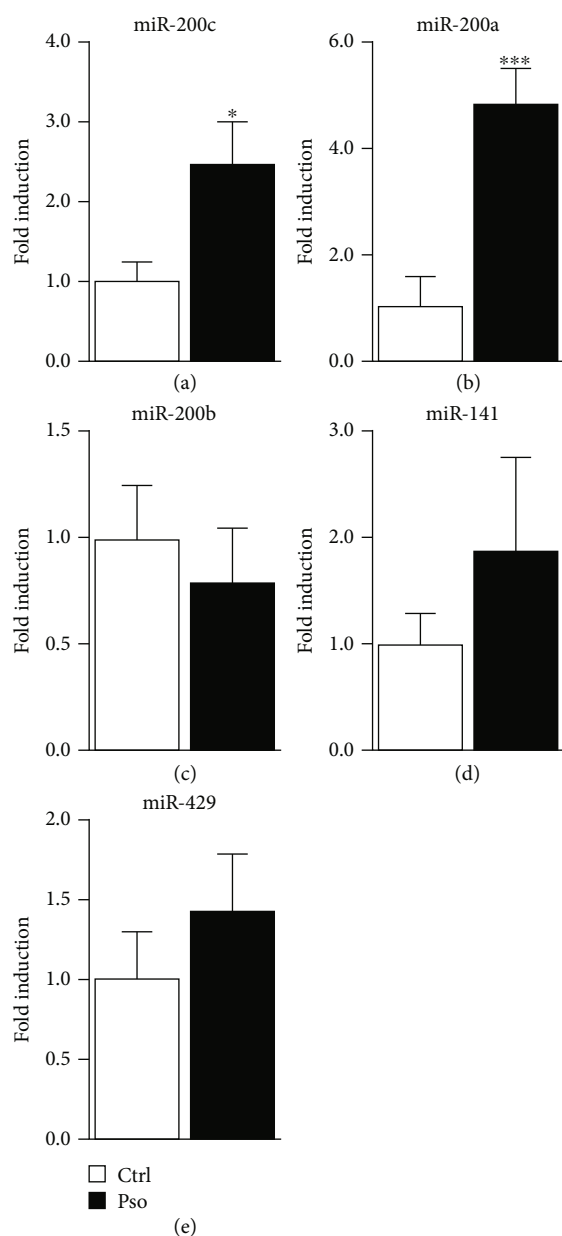 miR-200c
4.0
3.0
2.0
1.0
0.0
Fold induction
*
(a)
miR-200a
6.0
4.0
2.0
0.0
Fold induction
***
(b)
miR-200b
1.5
1.0
0.5
0.0
Fold induction
(c)
miR-141
3.0
2.0
1.0
0.0
Fold induction
(d)
miR-429
2.0
1.5
1.0
0.5
0.0
Fold induction
Ctrl
Pso
(e)